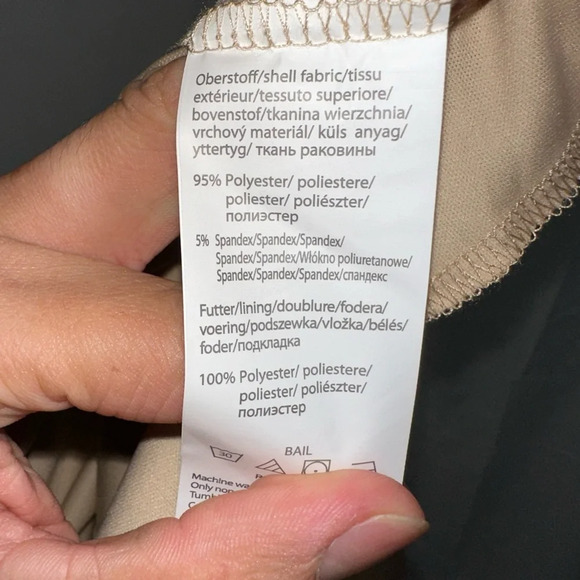 Oberstoff/shell fabric/tissu
extérieur/tessuto superiore/
bovenstof/tkanina wierzchnia/
vrchový materiál/ küls anyag/
yttertyg/ ткань раковины
95% Polyester/ poliestere/
poliester/ poliészter/
полиэстер
5% Spandex/Spandex/Spandex/
Spandex/Spandex/Włókno poliuretanowe/
Spandex/Spandex/Spandex/спандекс
Futter/lining/doublure/fodera/
voering/podszewka/vložka/bélés/
foder/подкладка
100% Polyester/ poliestere/
poliester/ poliészter/
полиэстер
BAIL
30
Machine
Only